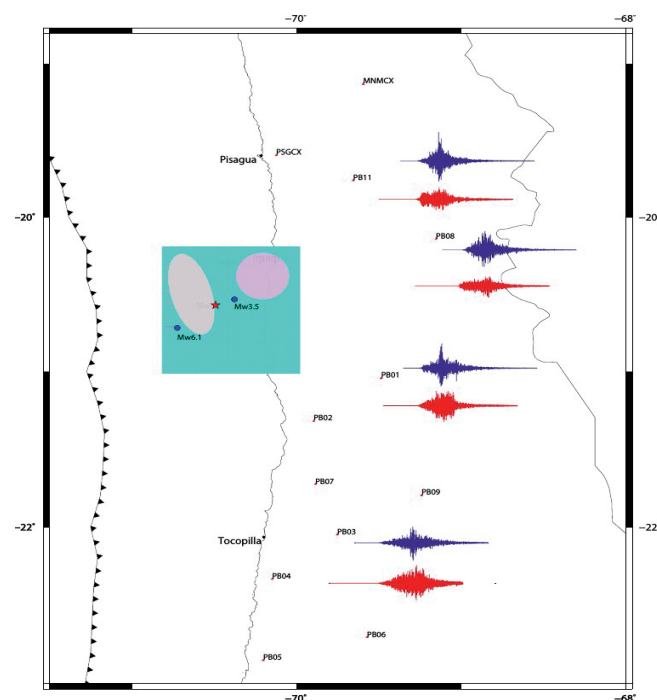 −70˚ −68˚
MNMCX
PSGCX
Pisagua
PB11
−20˚ −20˚
PB08
Mw3.5
Mw6.1
PB01
PB02
PB07
PB09
−22˚ −22˚
PB03
Tocopilla
PB04
PB06
PB05
−70˚ −68˚